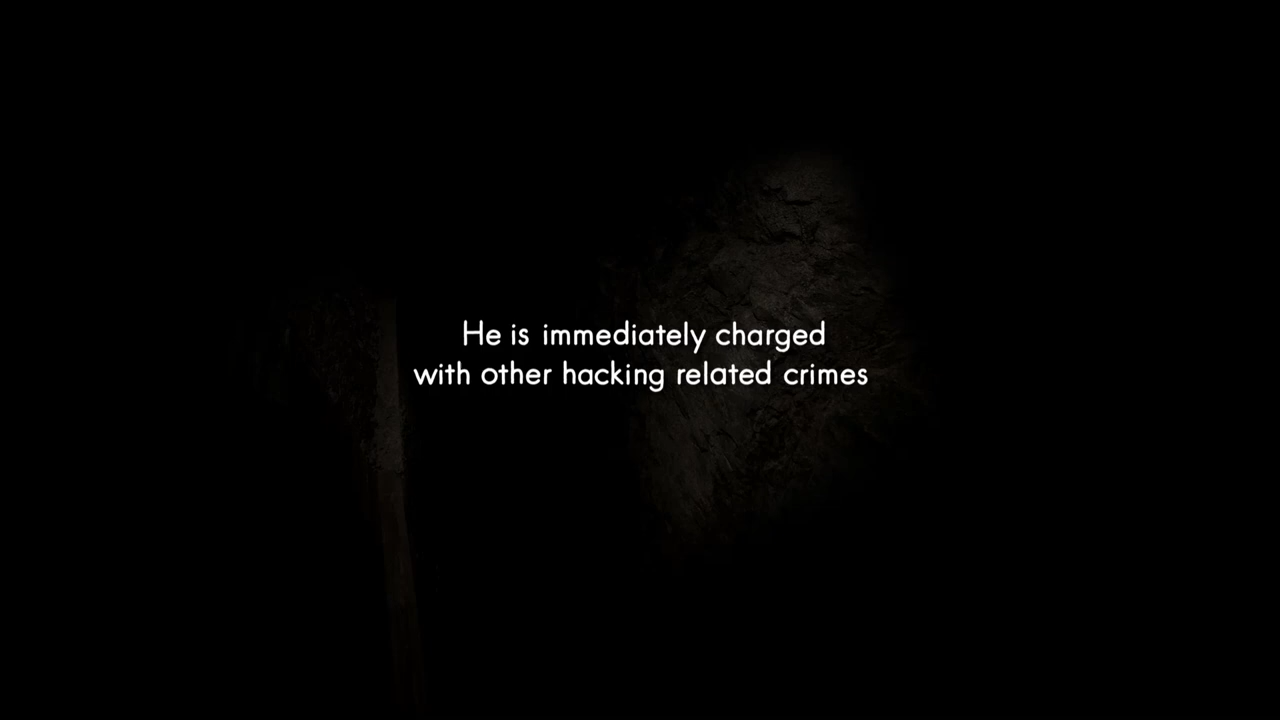 He is immediately charged
with other hacking related crimes